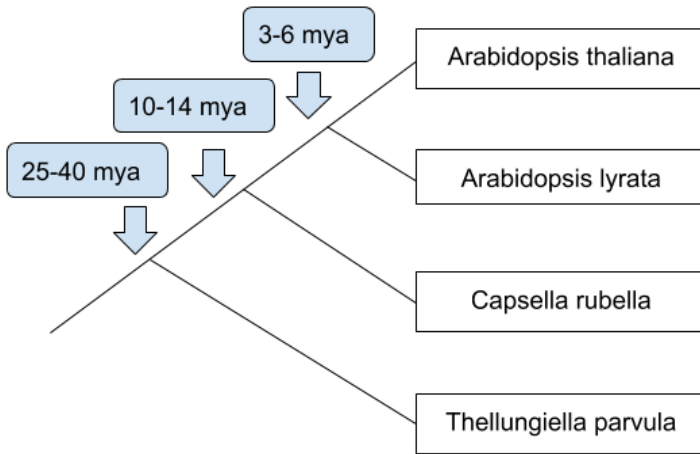 3-6 mya
Arabidopsis thaliana
10-14 mya
25-40 mya
Arabidopsis lyrata
Capsella rubella
Thellungiella parvula